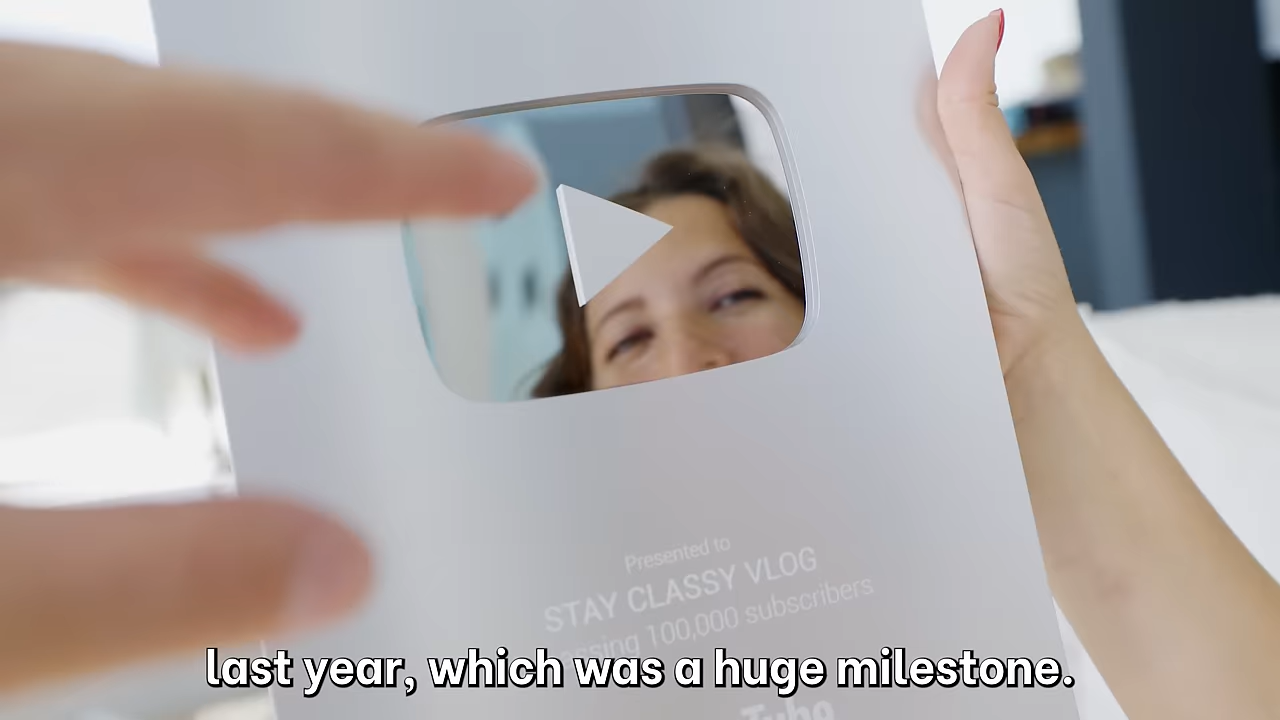 Presented to
STAY CLASSY VLOG
100,000 subscribers
last year, which was a huge milestone.